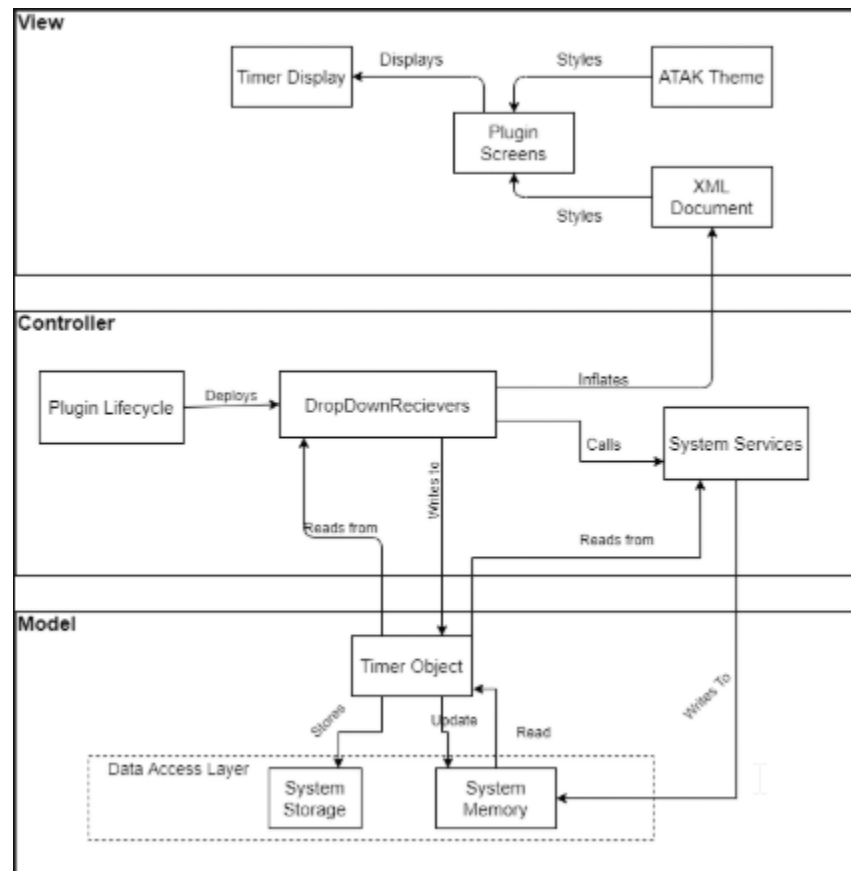 View
Timer Display
Displays
Styles
ATAK Theme
Plugin
Screens
XML
Document
Styles
Controller
Plugin Lifecycle
Deploys
DropDownRecievers
Inflates
Calls
System Services
Writes to
Reads from
Reads from
Model
Timer Object
Writes To
Stores
Update
Read
Data Access Layer
System
Storage
System
Memory